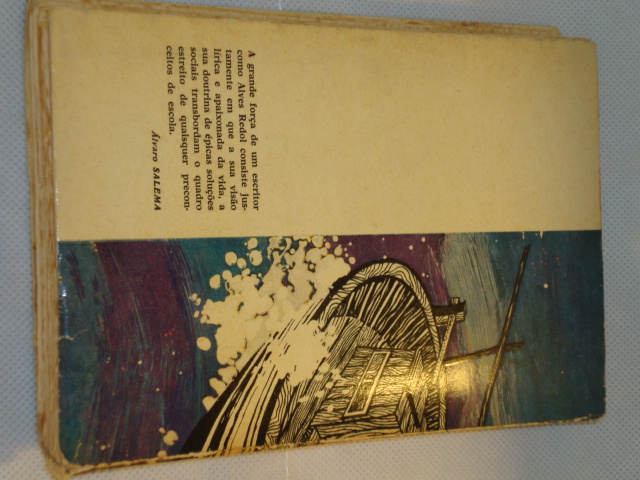 A grande força de um escritor
como Alves Redol consiste jus-
tamente em que a sua visão
lírica e apaixonada da vida, a
sua doutrina de épicas soluções
sociais transbordam o quadro
estreito de quaisquer precon-
ceitos de escola.
Álvaro SALEMA